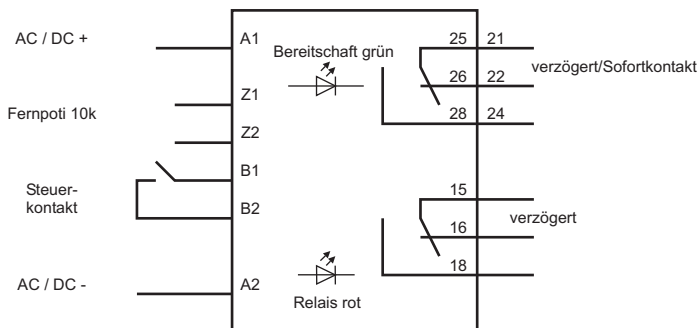 AC / DC +
A1
Bereitschaft grün
25 21
verzögert/Sofortkontakt
26 22
Z1
Fernpoti 10k
28 24
Z2
B1
Steuer-
kontakt
B2
15
verzögert
16
18
AC / DC -
A2
Relais rot